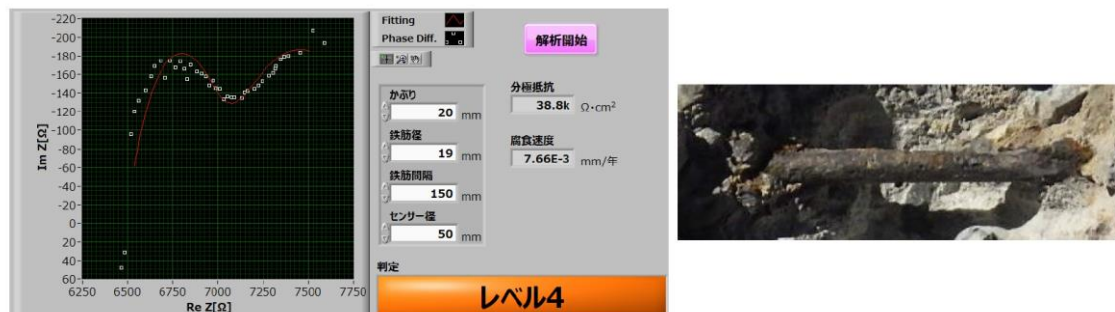 -220
-200
-180
-160
-140
-120
-100
-80
-60
-40
-20
0
20
40
60
Im Z[Ω]
6250 6500 6750 7000 7250 7500 7750
Re Z[Ω]
Fitting
Phase Diff.
解析開始
かぶり
20 mm
鉄筋径
19 mm
鉄筋間隔
150 mm
センサー径
50 mm
分極抵抗
38.8k Ω・cm²
腐食速度
7.66E-3 mm/年
判定
レベル4